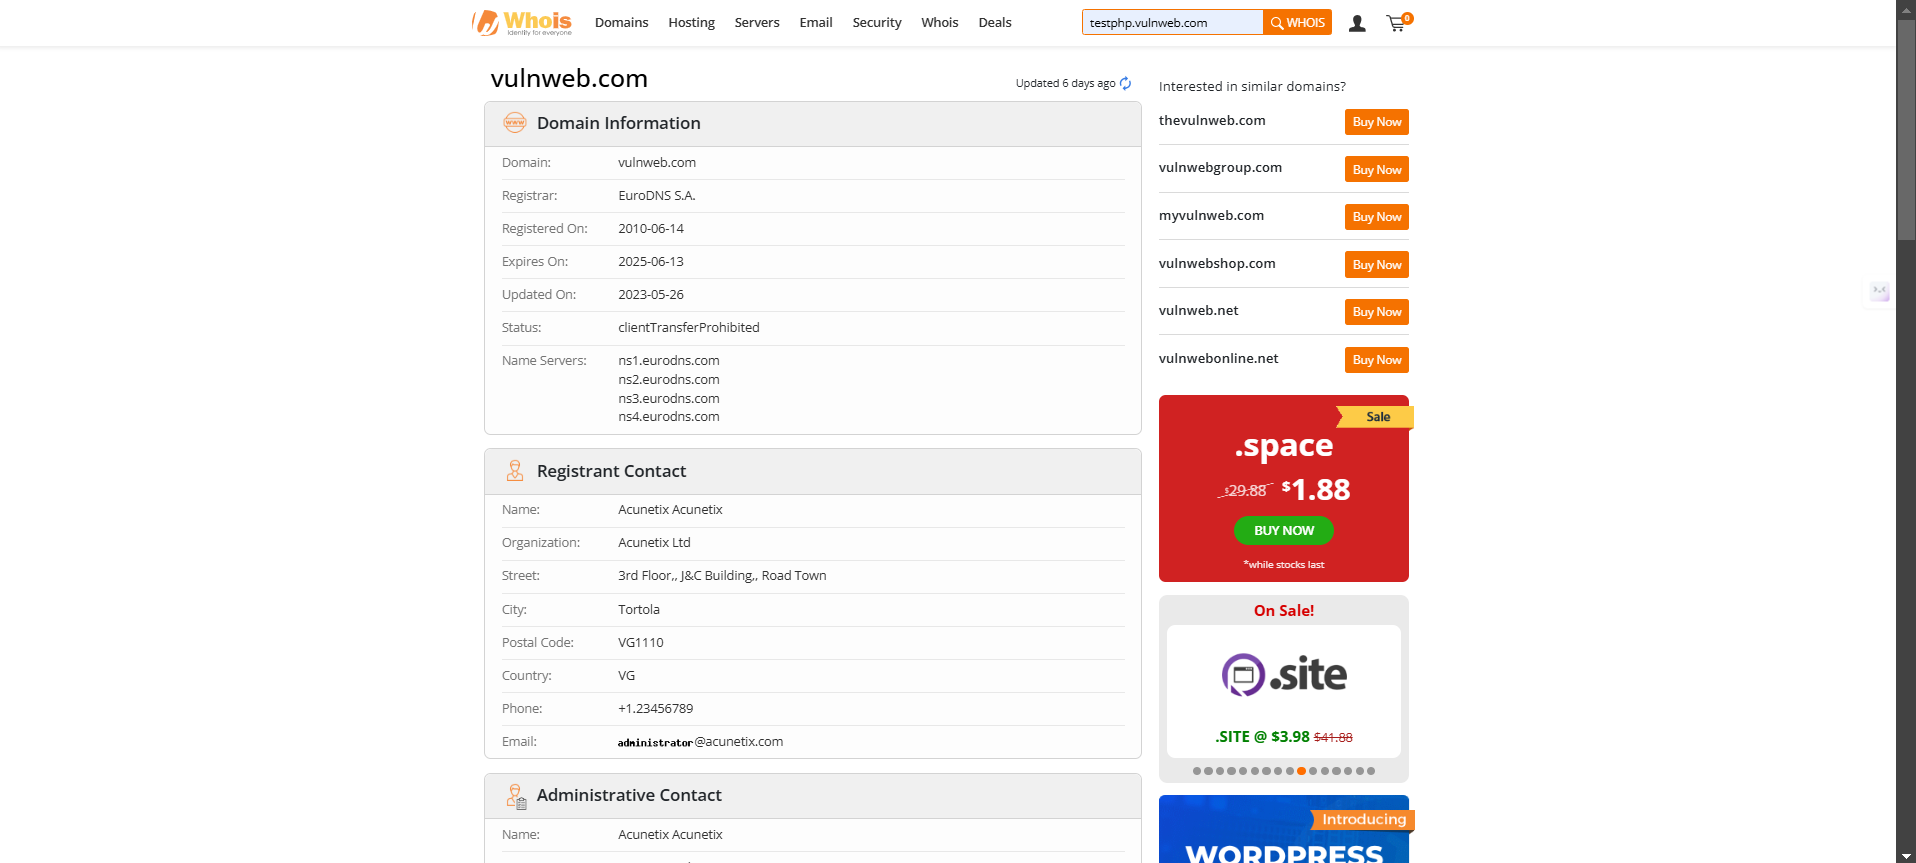 Whois
Identity for everyone
Domains Hosting Servers Email Security Whois Deals
testphp.vulnweb.com
WHOIS
0
vulnweb.com
Updated 6 days ago
www
Domain Information
Domain: vulnweb.com
Registrar: EuroDNS S.A.
Registered On: 2010-06-14
Expires On: 2025-06-13
Updated On: 2023-05-26
Status: clientTransferProhibited
Name Servers: ns1.eurodns.com
ns2.eurodns.com
ns3.eurodns.com
ns4.eurodns.com
Registrant Contact
Name: Acunetix Acunetix
Organization: Acunetix Ltd
Street: 3rd Floor,, J&C Building,, Road Town
City: Tortola
Postal Code: VG1110
Country: VG
Phone: +1.23456789
Email: administrator@acunetix.com
Administrative Contact
Name: Acunetix Acunetix
Interested in similar domains?
thevulnweb.com Buy Now
vulnwebgroup.com Buy Now
myvulnweb.com Buy Now
vulnwebshop.com Buy Now
vulnweb.net Buy Now
vulnwebonline.net Buy Now
Sale
.space
$29.88 $1.88
BUY NOW
*while stocks last
On Sale!
.site
.SITE @ $3.98 $41.88
Introducing
WORDPRESS